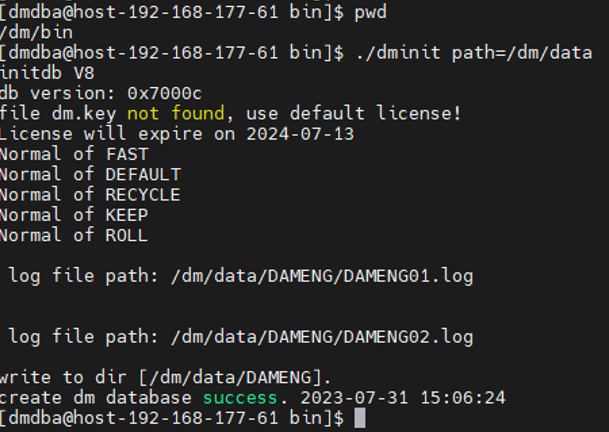 [dmdba@host-192-168-177-61 bin]$ pwd
/dm/bin
[dmdba@host-192-168-177-61 bin]$ ./dminit path=/dm/data
initdb V8
db version: 0x7000c
file dm.key not found, use default license!
License will expire on 2024-07-13
Normal of FAST
Normal of DEFAULT
Normal of RECYCLE
Normal of KEEP
Normal of ROLL
log file path: /dm/data/DAMENG/DAMENG01.log
log file path: /dm/data/DAMENG/DAMENG02.log
write to dir [/dm/data/DAMENG].
create dm database success. 2023-07-31 15:06:24
[dmdba@host-192-168-177-61 bin]$